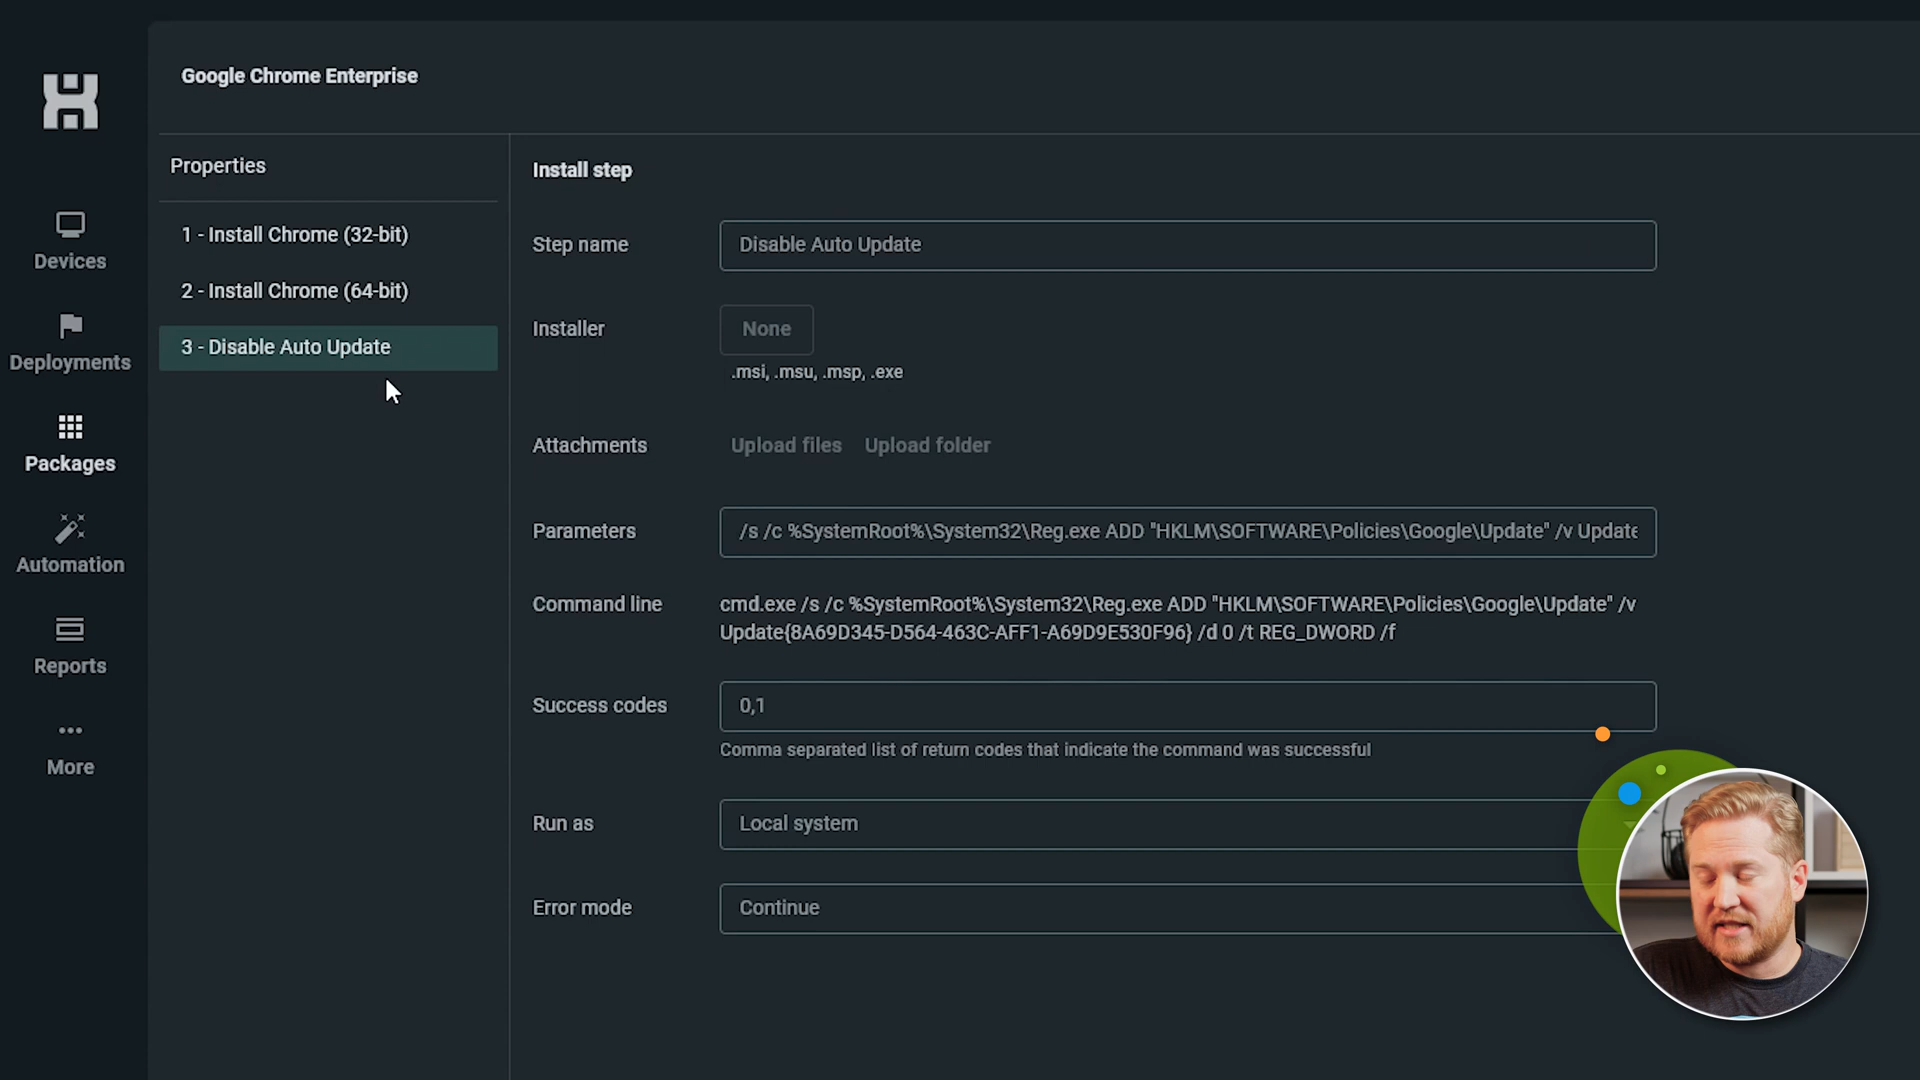 Google Chrome Enterprise
Devices
Deployments
Packages
Automation
Reports
More
Properties
1 - Install Chrome (32-bit)
2 - Install Chrome (64-bit)
3 - Disable Auto Update
Install step
Step name
Disable Auto Update
Installer
None
.msi, .msu, .msp, .exe
Attachments
Upload files
Upload folder
Parameters
/s /c %SystemRoot%\System32\Reg.exe ADD "HKLM\SOFTWARE\Policies\Google\Update" /v Update
Command line
cmd.exe /s /c %SystemRoot%\System32\Reg.exe ADD "HKLM\SOFTWARE\Policies\Google\Update" /v
Update{8A69D345-D564-463C-AFF1-A69D9E530F96} /d 0 /t REG_DWORD /f
Success codes
0,1
Comma separated list of return codes that indicate the command was successful
Run as
Local system
Error mode
Continue